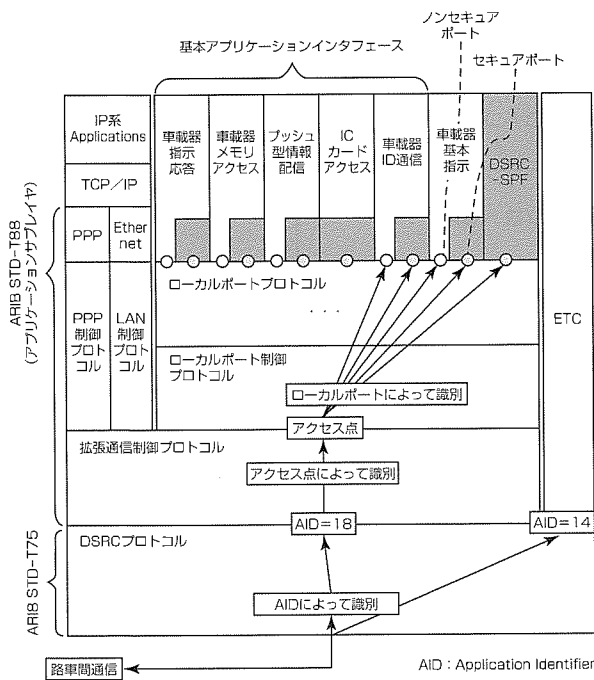 ノンセキュア
ポート
セキュアポート
基本アプリケーションインタフェース
IP系
Applications
TCP/IP
PPP
Ether
net
車載器
指示
応答
車載器
メモリ
アクセス
プッシュ
型情報
配信
IC
カード
アクセス
車載器
ID通信
車載器
基本
指示
DSRC
-SPF
ETC
ARIB STD-T88
(アプリケーションサブレイヤ)
PPP
制御
プロト
コル
LAN
制御
プロト
コル
ローカルポートプロトコル
・・・
ローカルポート制御
プロトコル
ローカルポートによって識別
アクセス点
拡張通信制御プロトコル
アクセス点によって識別
AID=18
AID=14
ARIB STD-T75
DSRCプロトコル
AIDによって識別
路車間通信
AID：Application Identifier